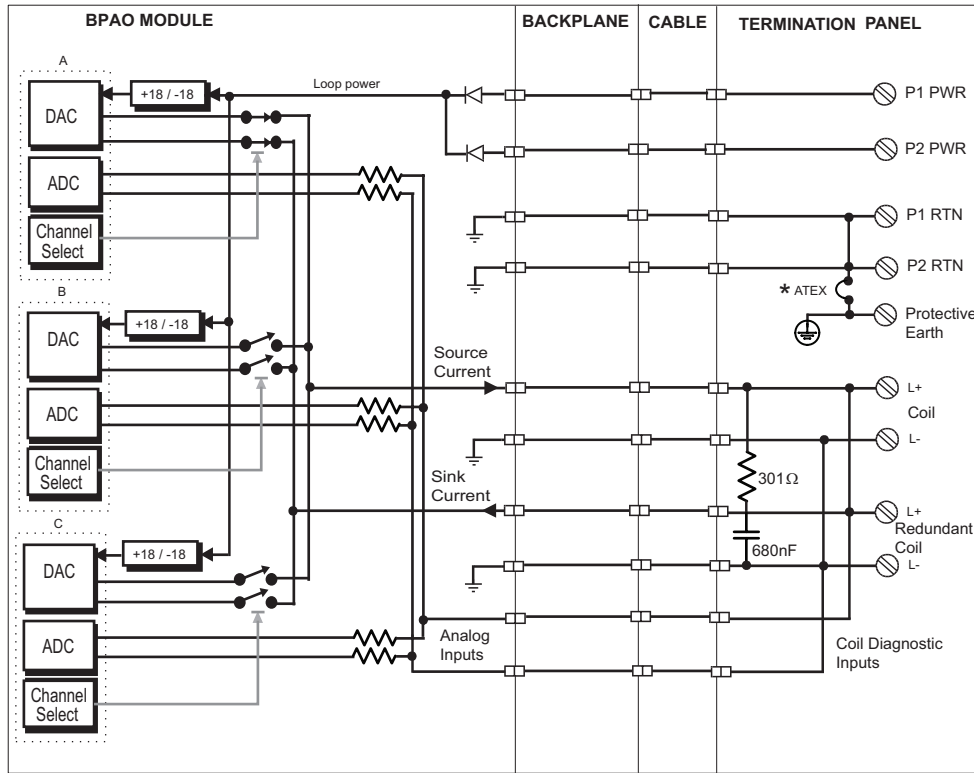 BPAO MODULE
BACKPLANE
CABLE
TERMINATION PANEL
A
DAC
+18 / -18
Loop power
ADC
Channel
Select
B
DAC
+18 / -18
ADC
Channel
Select
C
DAC
+18 / -18
ADC
Channel
Select
Source
Current
Sink
Current
Analog
Inputs
P1 PWR
P2 PWR
P1 RTN
P2 RTN
* ATEX
Protective
Earth
L+
Coil
L-
301Ω
680nF
L+
Redundant
Coil
L-
Coil Diagnostic
Inputs